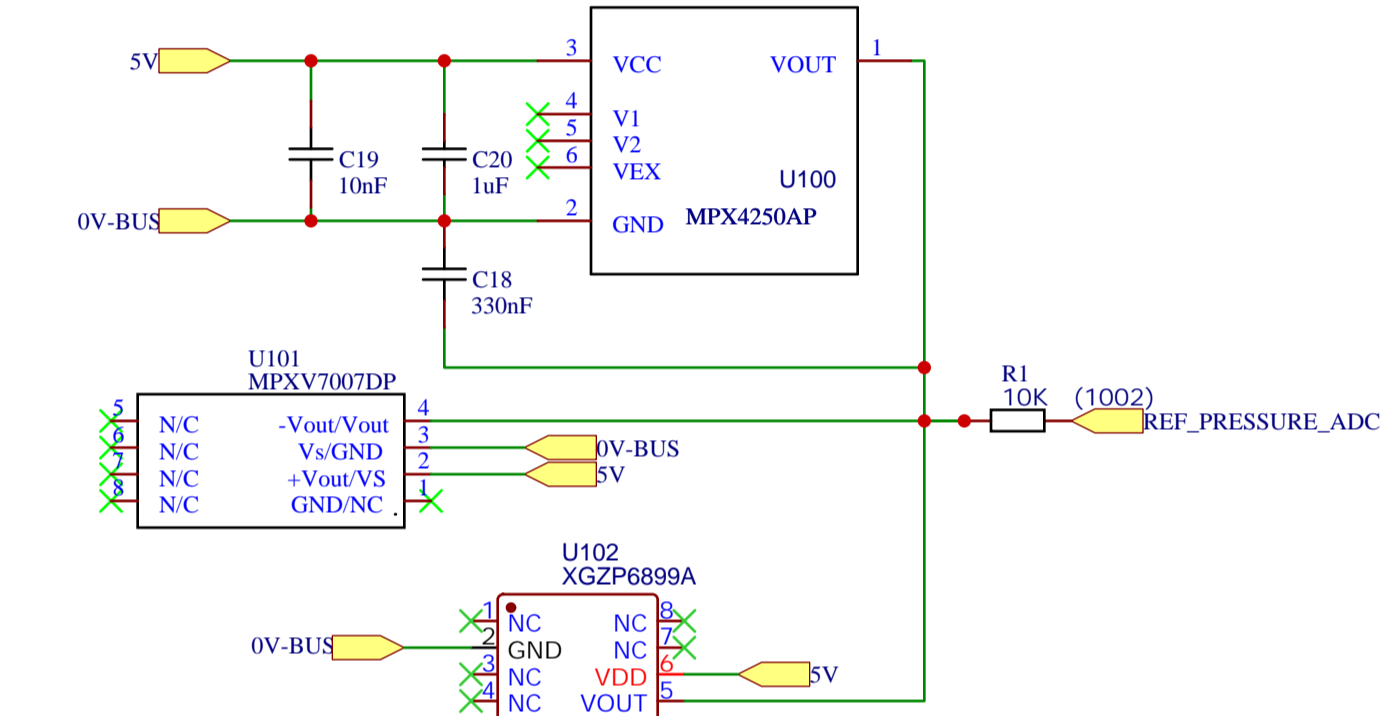 5V
3
VCC
VOUT
1
4
V1
5
V2
6
VEX
C19
10nF
C20
1uF
U100
MPX4250AP
0V-BUS
2
GND
C18
330nF
U101
MPXV7007DP
R1
10K
(1002)
REF_PRESSURE_ADC
5
N/C
-Vout/Vout
4
6
N/C
Vs/GND
3
0V-BUS
7
N/C
+Vout/VS
2
5V
8
N/C
GND/NC
1
U102
XGZP6899A
1
NC
NC
8
0V-BUS
2
GND
NC
7
3
NC
VDD
6
5V
4
NC
VOUT
5